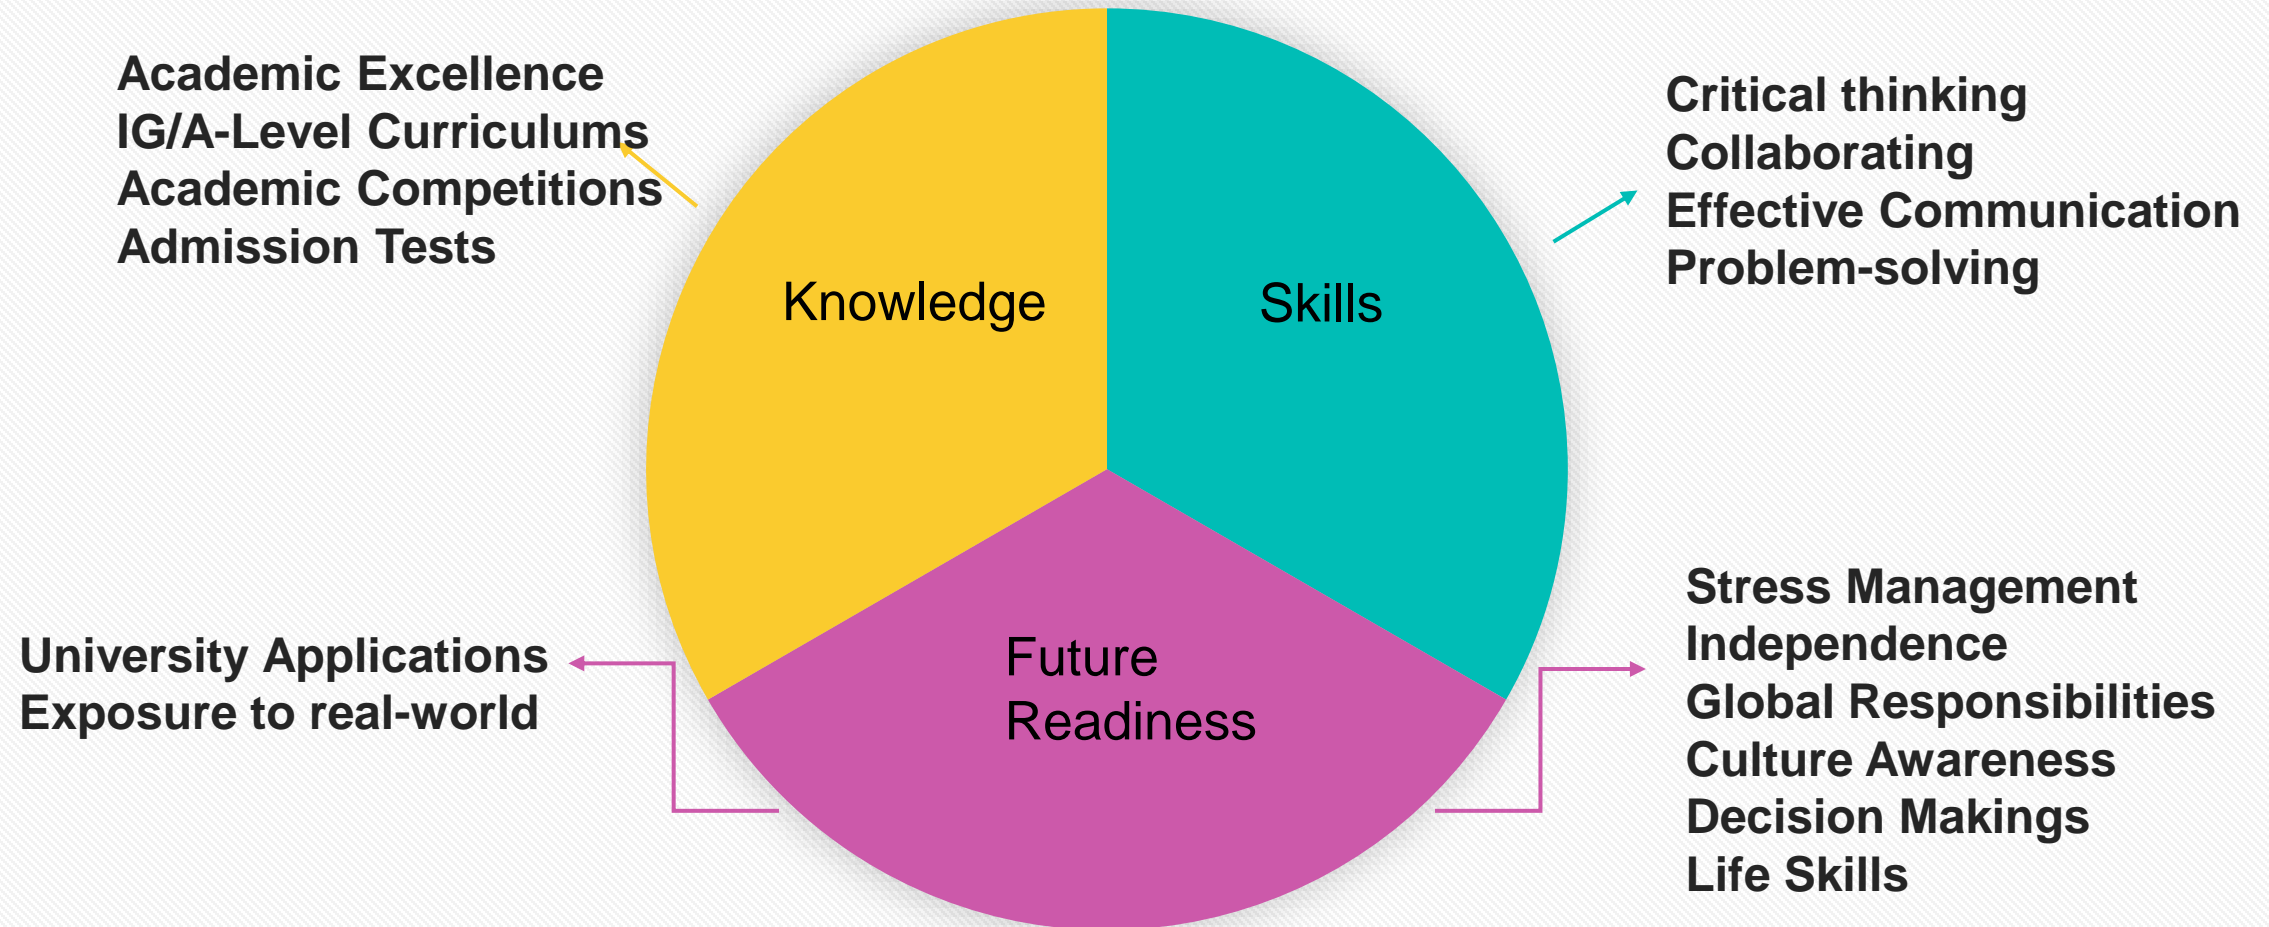 Academic Excellence
IG/A-Level Curriculums
Academic Competitions
Admission Tests
Knowledge
Skills
Critical thinking
Collaborating
Effective Communication
Problem-solving
University Applications
Exposure to real-world
Future
Readiness
Stress Management
Independence
Global Responsibilities
Culture Awareness
Decision Makings
Life Skills